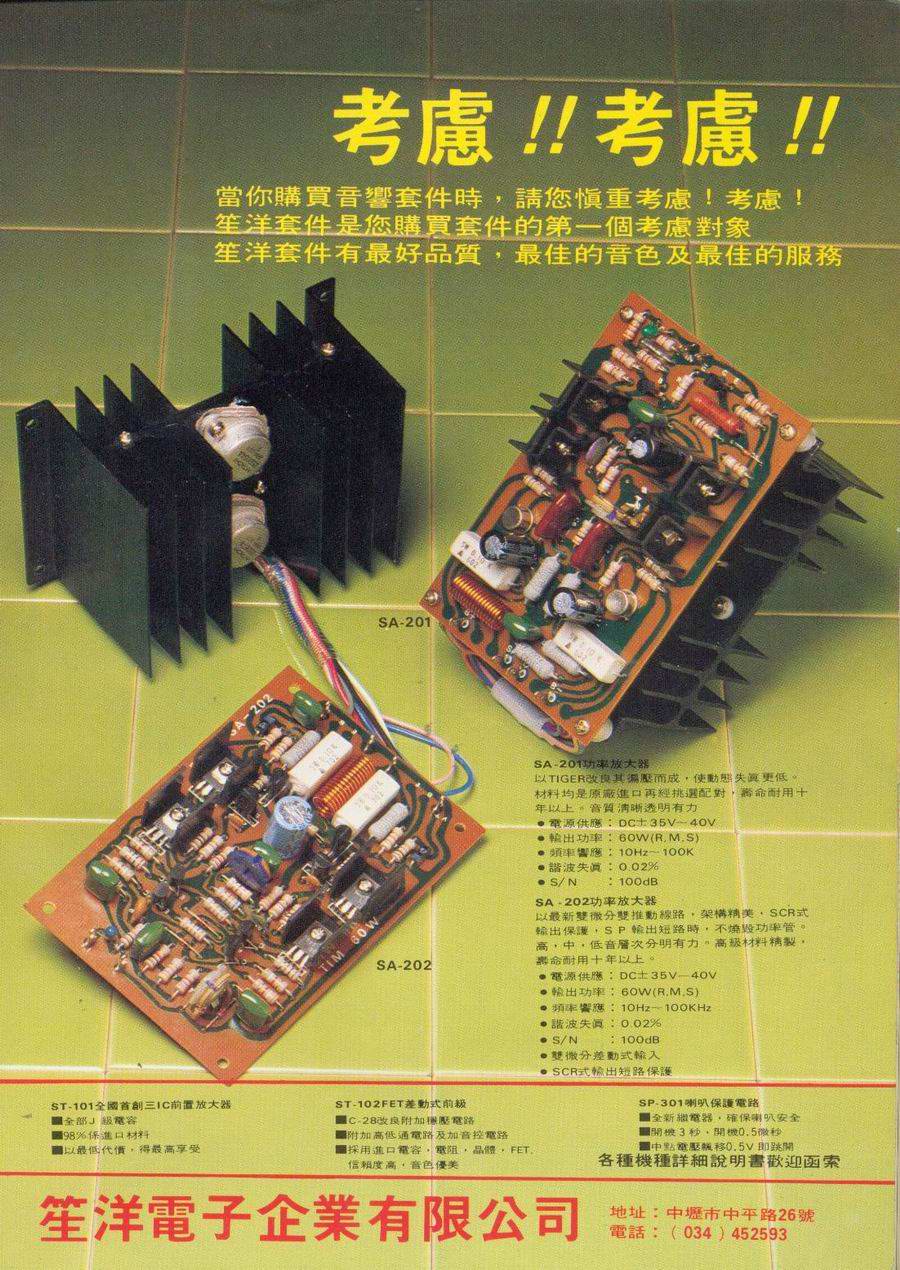 考慮!!考慮!!
當你購買音響套件時，請您慎重考慮！考慮！
笙洋套件是您購買套件的第一個考慮對象
笙洋套件有最好品質，最佳的音色及最佳的服務
SA-201
SA-202
5W 0.10K
602
5W 0.10K
602
TIM 60W
SA-202
SA-201功率放大器
以TIGER改良其偏壓而成，使動態失眞更低。
材料均是原廠進口再經挑選配對，壽命耐用十
年以上。音質清晰透明有力
●電源供應：DC±35V～40V
●輸出功率：60W(R.M.S)
●頻率響應：10Hz～100K
●諧波失眞：0.02%
●S/N ：100dB
SA-202功率放大器
以最新雙微分雙推動線路，架構精美，SCR式
輸出保護，SP輸出短路時，不燒毀功率管。
高，中，低音層次分明有力。高級材料精製，
壽命耐用十年以上。
●電源供應：DC±35V—40V
●輸出功率：60W(R.M.S)
●頻率響應：10Hz～100KHz
●諧波失眞：0.02%
●S/N ：100dB
●雙微分差動式輸入
●SCR式輸出短路保護
ST-101全國首創三IC前置放大器
■全部J級電容
■98%保進口材料
■以最低代價，得最高享受
ST-102FET差動式前級
■C-28改良附加穩壓電路
■附加高低通電路及加音控電路
■採用進口電容，電阻，晶體，FET.
信賴度高，音色優美
SP-301喇叭保護電路
■全新繼電器，確保喇叭安全
■開機3秒、關機0.5微秒
■中點電壓飄移0.5V即跳開
各種機種詳細說明書歡迎函索
笙洋電子企業有限公司
地址：中壢市中平路26號
電話：（034）452593